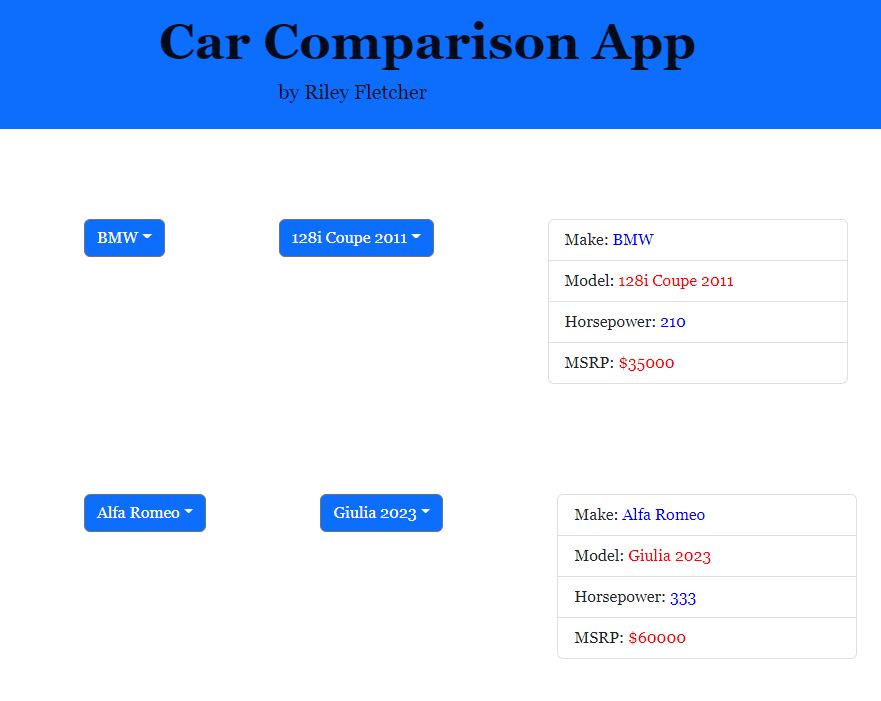 Car Comparison App
by Riley Fletcher
BMW
128i Coupe 2011
Make: BMW
Model: 128i Coupe 2011
Horsepower: 210
MSRP: $35000
Alfa Romeo
Giulia 2023
Make: Alfa Romeo
Model: Giulia 2023
Horsepower: 333
MSRP: $60000